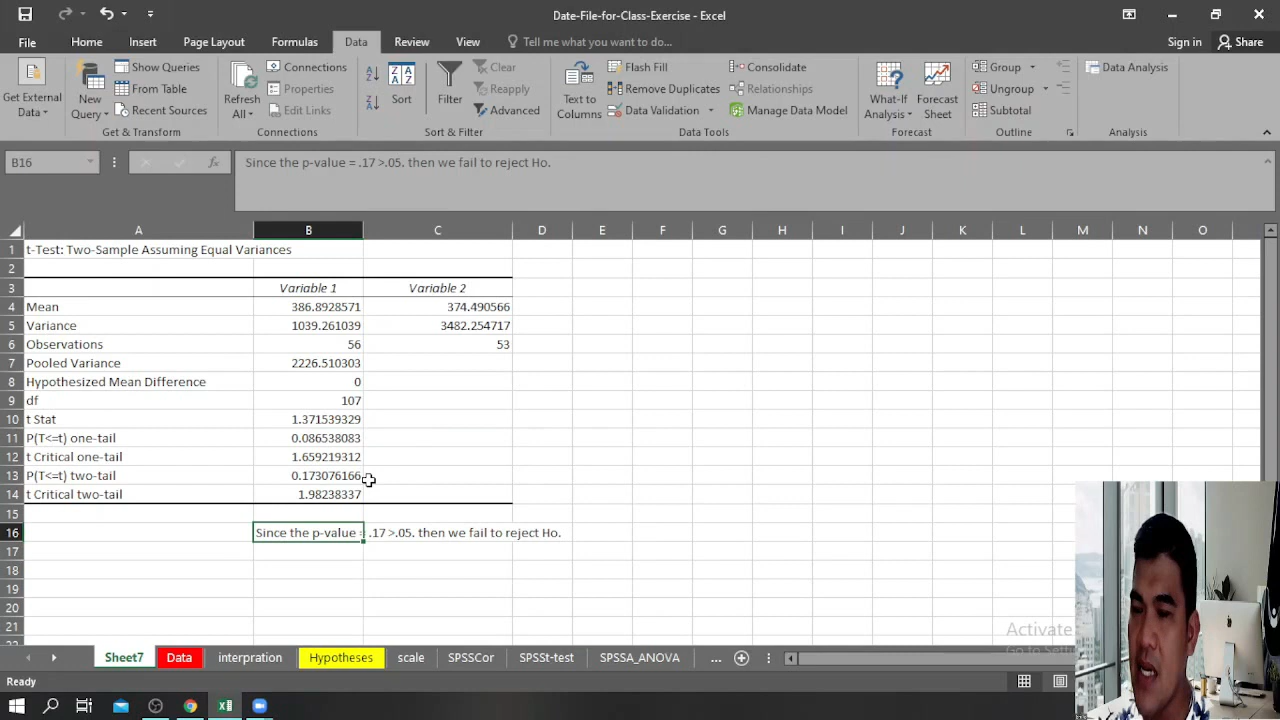 Date-File-for-Class-Exercise - Excel
File Home Insert Page Layout Formulas Data Review View Tell me what you want to do... Sign in Share
Get External Data
New Query
Show Queries
From Table
Recent Sources
Get & Transform
Refresh All
Connections
Properties
Edit Links
Connections
Sort
Filter
Clear
Reapply
Advanced
Sort & Filter
Text to Columns
Flash Fill
Remove Duplicates
Data Validation
Consolidate
Relationships
Manage Data Model
Data Tools
What-If Analysis
Forecast Sheet
Forecast
Group
Ungroup
Subtotal
Outline
Data Analysis
Analysis
B16 fx Since the p-value = .17 >.05. then we fail to reject Ho.
A B C D E F G H I J K L M N O
1 t-Test: Two-Sample Assuming Equal Variances
2
3 Variable 1 Variable 2
4 Mean 386.8928571 374.490566
5 Variance 1039.261039 3482.254717
6 Observations 56 53
7 Pooled Variance 2226.510303
8 Hypothesized Mean Difference 0
9 df 107
10 t Stat 1.371539329
11 P(T<=t) one-tail 0.086538083
12 t Critical one-tail 1.659219312
13 P(T<=t) two-tail 0.173076166
14 t Critical two-tail 1.98238337
15
16 Since the p-value = .17 >.05. then we fail to reject Ho.
17
18
19
20
21
Activate
Go to
Sheet7 Data interpration Hypotheses scale SPSSCor SPSSt-test SPSSA_ANOVA ...
Ready